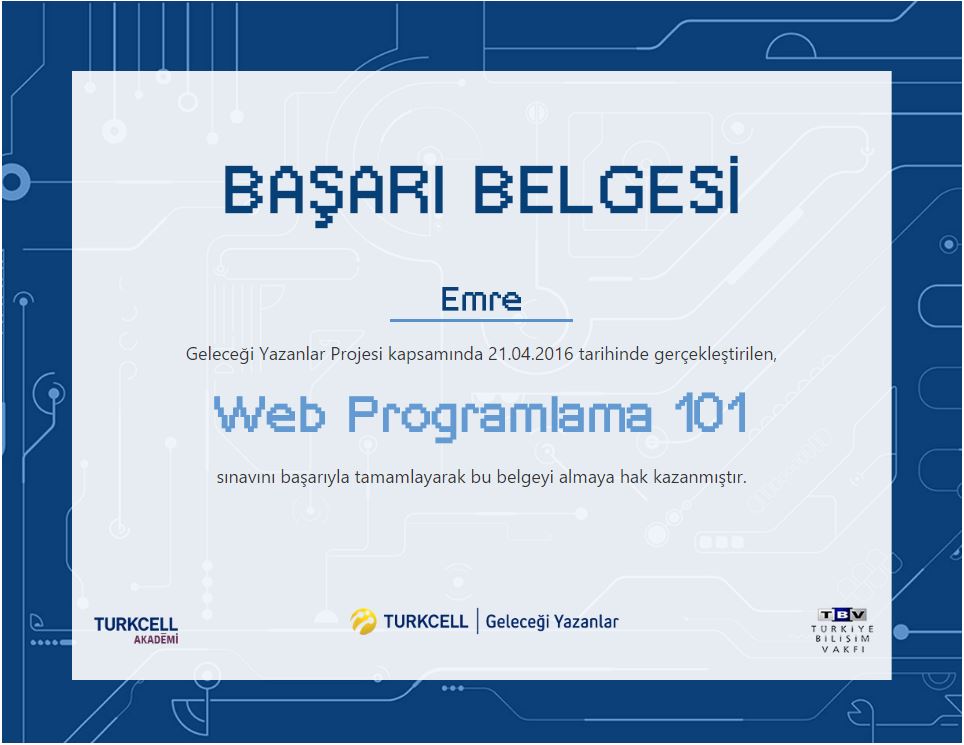 BAŞARI BELGESİ
Emre
Geleceği Yazanlar Projesi kapsamında 21.04.2016 tarihinde gerçekleştirilen,
Web Programlama 101
sınavını başarıyla tamamlayarak bu belgeyi almaya hak kazanmıştır.
TURKCELL
AKADEMİ
TURKCELL | Geleceği Yazanlar
TBV
TÜRKİYE
BİLİŞİM
VAKFI